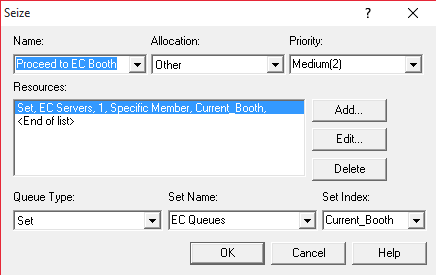 Seize
Name: Allocation: Priority:
Proceed to EC Booth Other Medium(2)
Resources:
Set, EC Servers, 1, Specific Member, Current_Booth,
<End of list>
Add...
Edit...
Delete
Queue Type: Set Name: Set Index:
Set EC Queues Current_Booth
OK Cancel Help